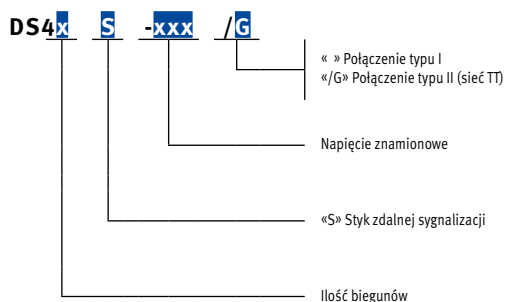 DS4x S -xxx /G
« » Połączenie typu I
«/G» Połączenie typu II (sieć TT)
Napięcie znamionowe
«S» Styk zdalnej sygnalizacji
Ilość biegunów